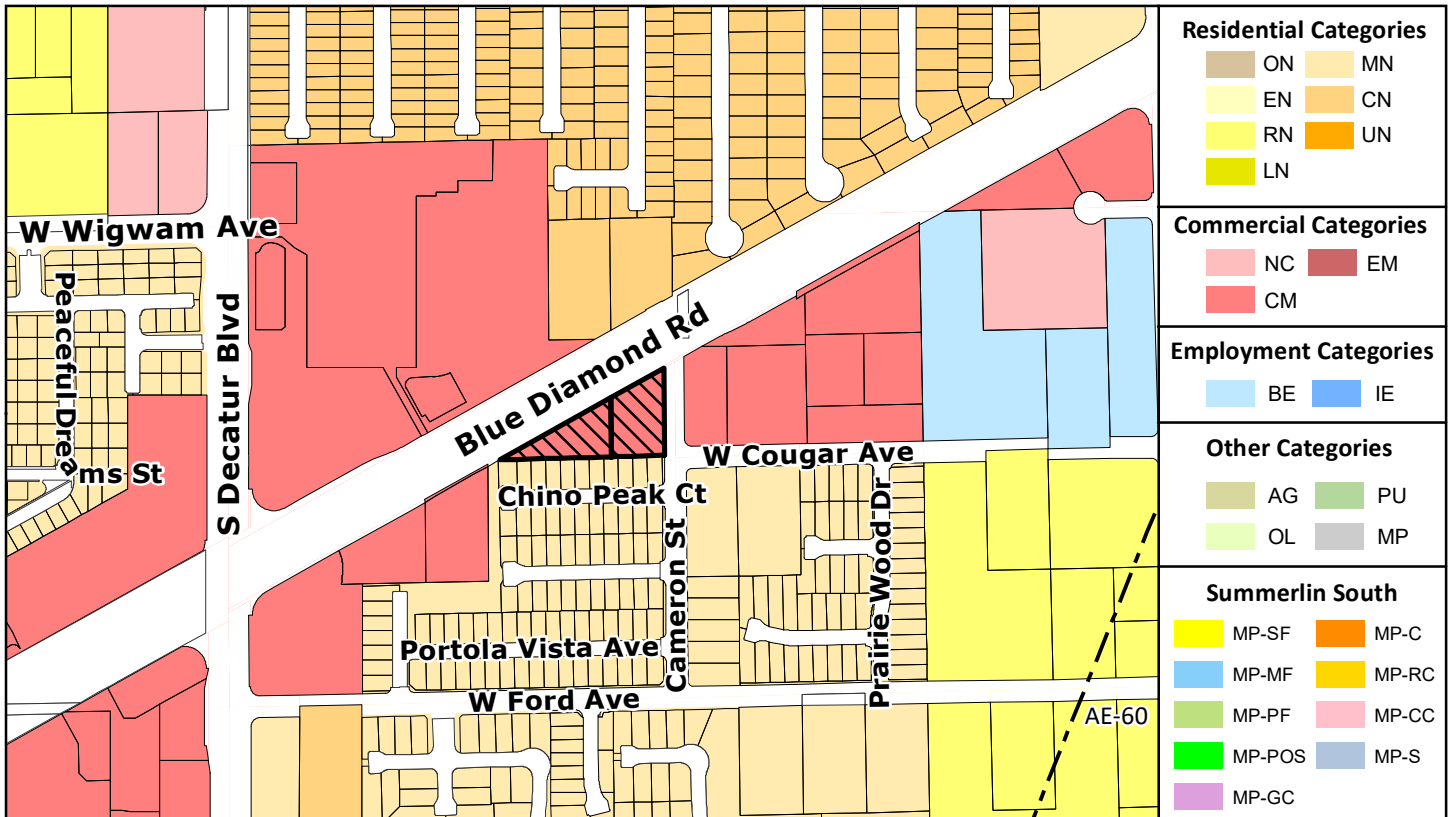 W Wigwam Ave
Peaceful Dreams St
S Decatur Blvd
Blue Diamond Rd
W Cougar Ave
Chino Peak Ct
Cameron St
Prairie Wood Dr
Portola Vista Ave
W Ford Ave
AE-60
Residential Categories
ON MN
EN CN
RN UN
LN
Commercial Categories
NC EM
CM
Employment Categories
BE IE
Other Categories
AG PU
OL MP
Summerlin South
MP-SF MP-C
MP-MF MP-RC
MP-PF MP-CC
MP-POS MP-S
MP-GC